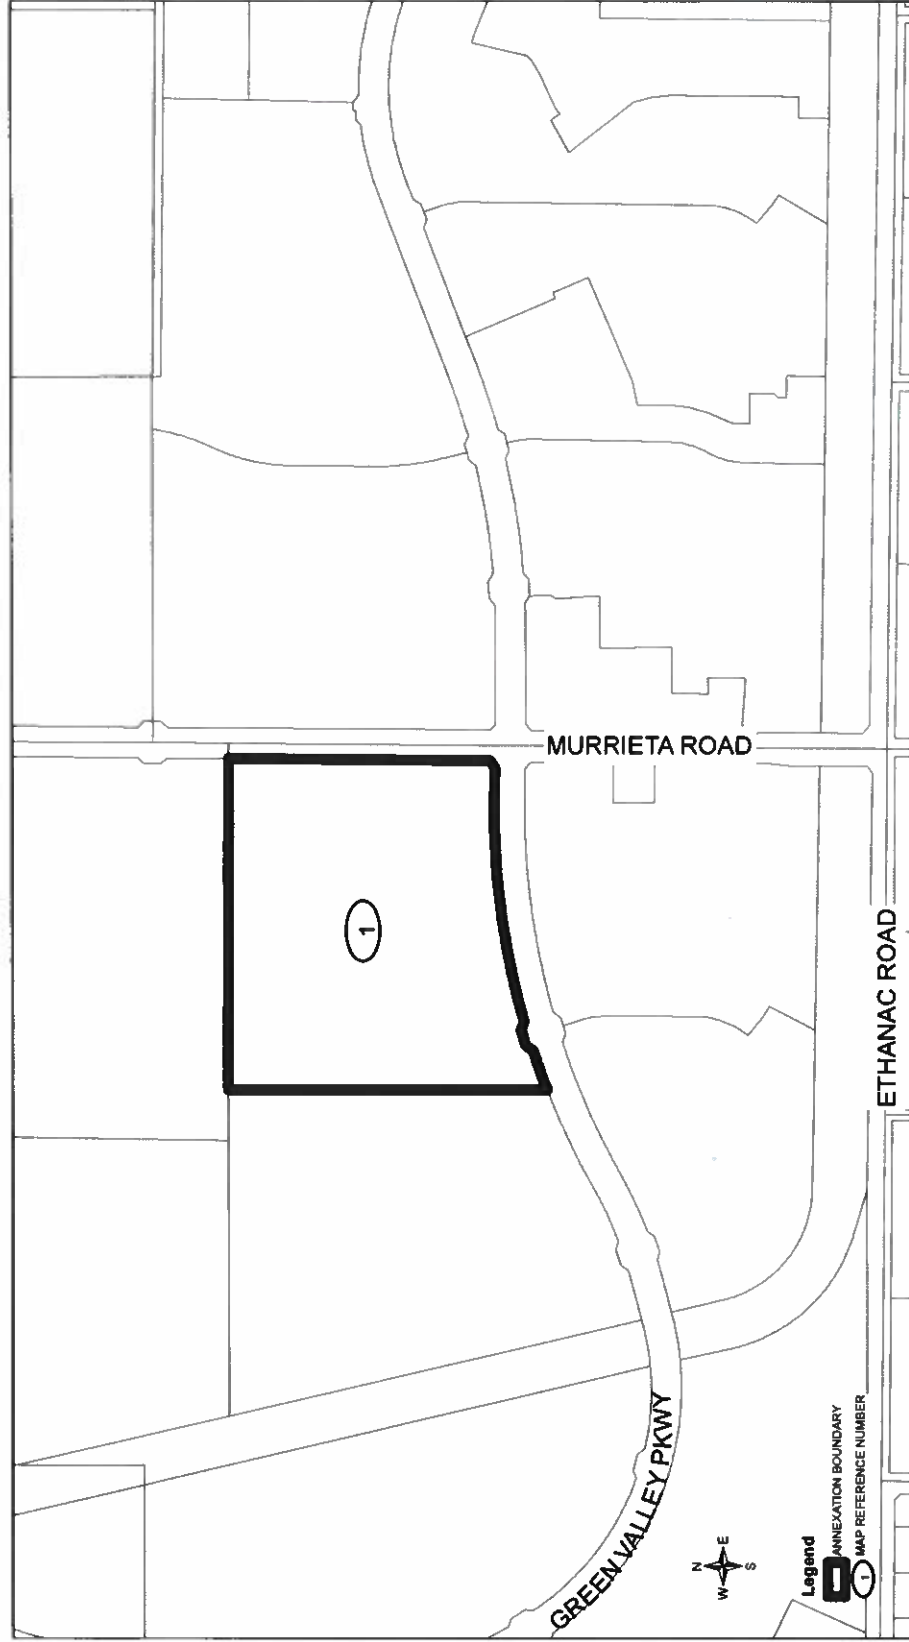 1
MURRIETA ROAD
ETHANAC ROAD
GREEN VALLEY PKWY
N
W E
S
Legend
ANNEXATION BOUNDARY
1 MAP REFERENCE NUMBER